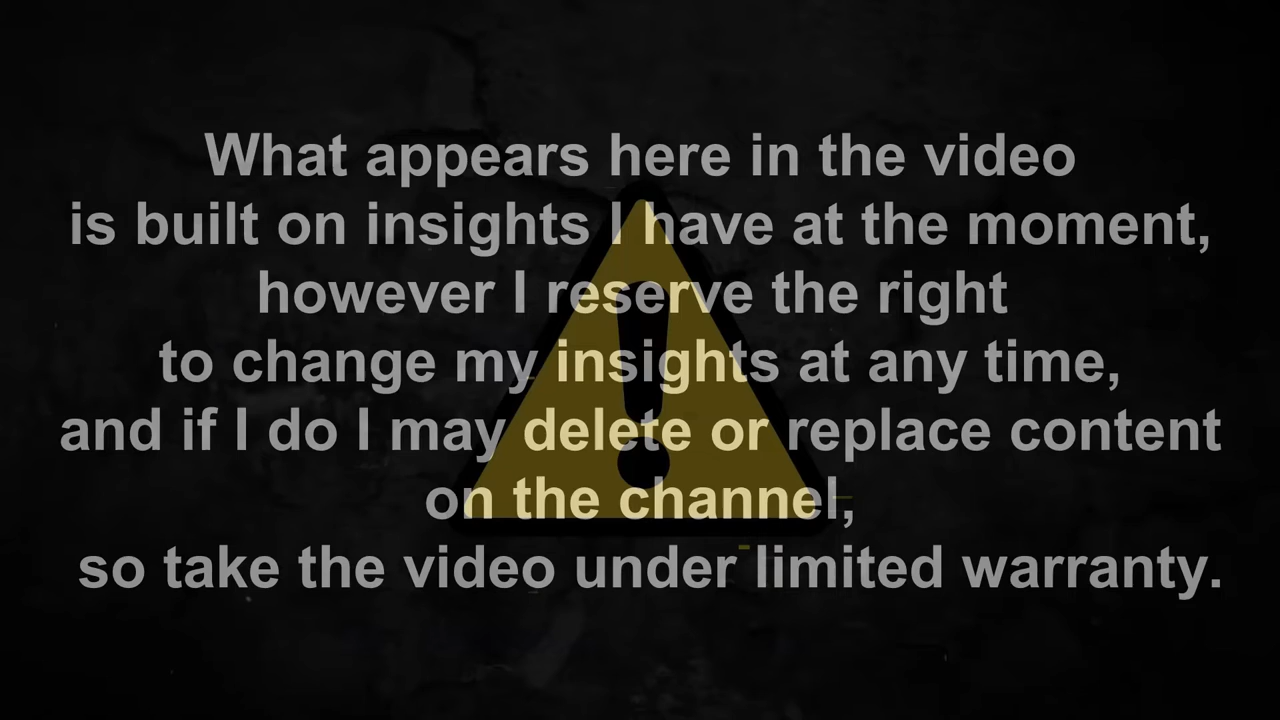 What appears here in the video
is built on insights I have at the moment,
however I reserve the right
to change my insights at any time,
and if I do I may delete or replace content
on the channel,
so take the video under limited warranty.